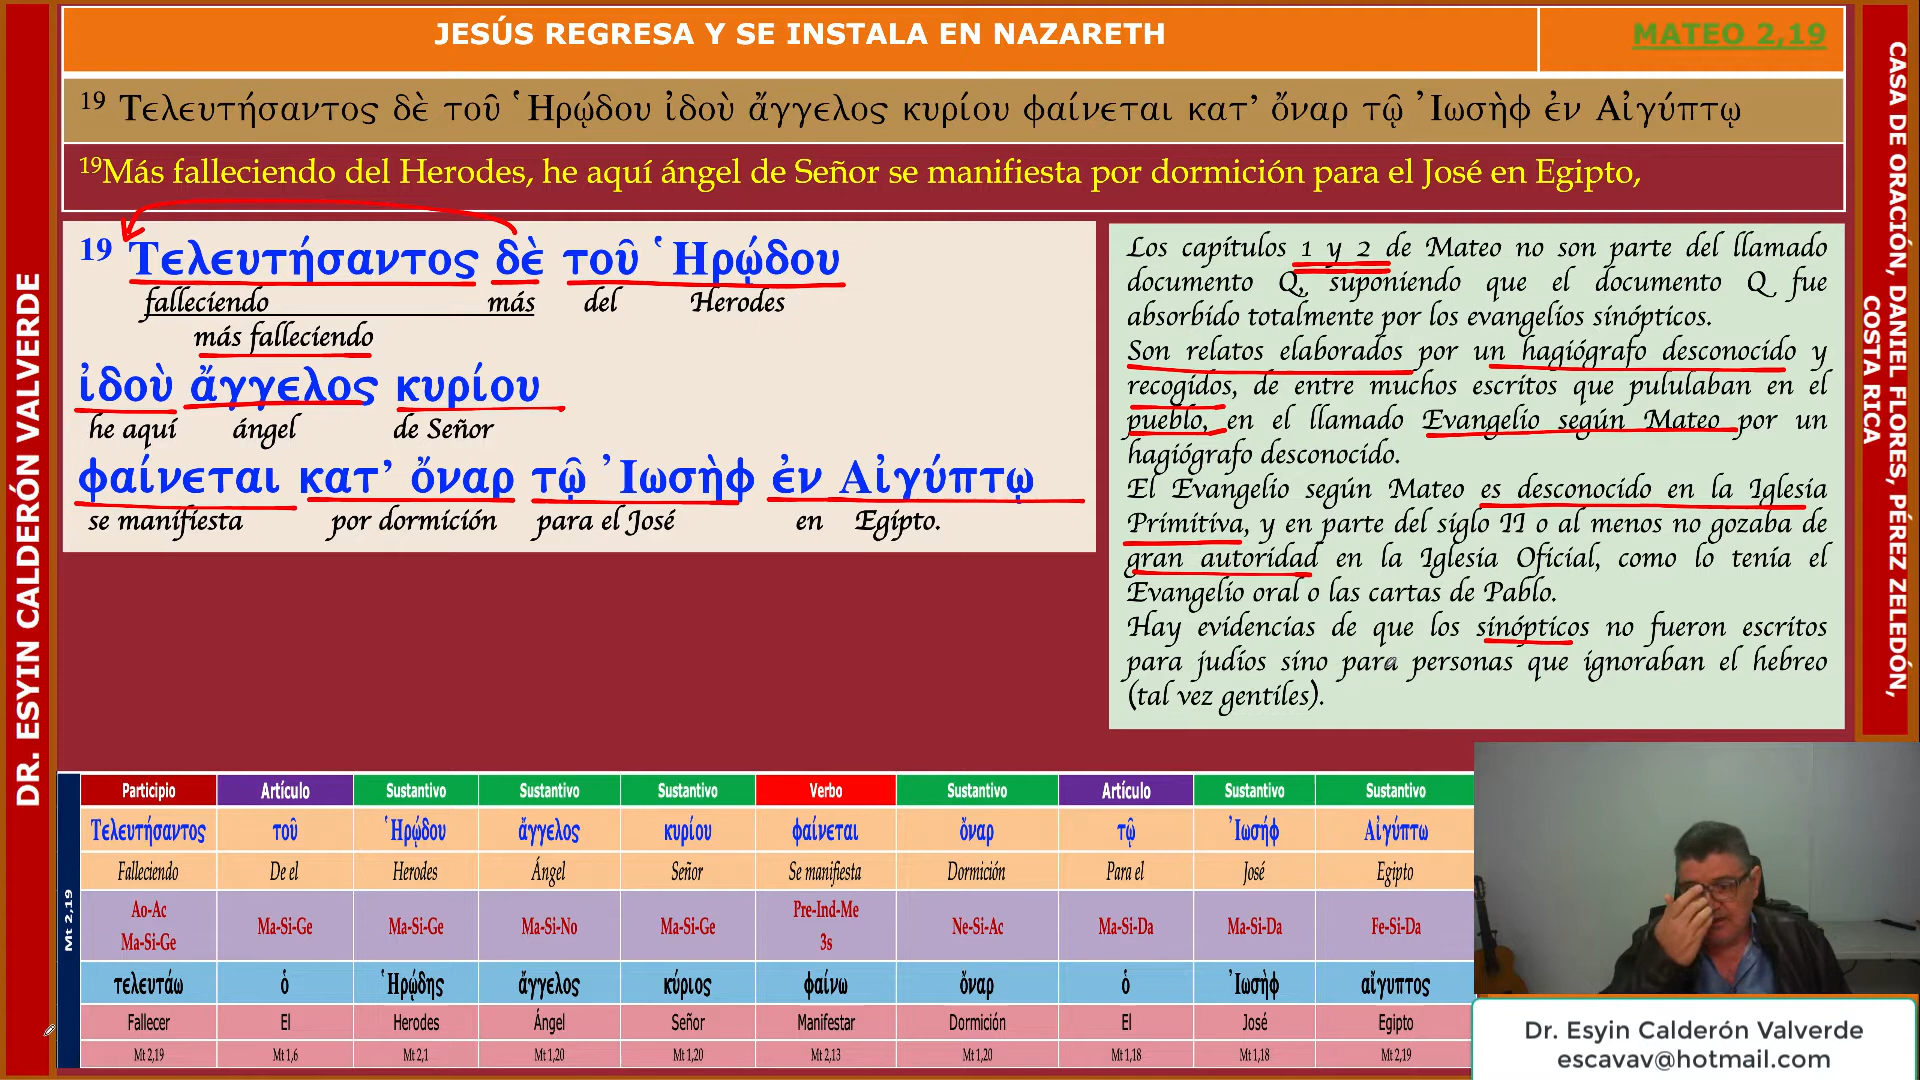 JESÚS REGRESA Y SE INSTALA EN NAZARETH
MATEO 2,19
19 Τελευτήσαντος δὲ τοῦ Ἡρῴδου ἰδοὺ ἄγγελος κυρίου φαίνεται κατ’ ὄναρ τῷ Ἰωσὴφ ἐν Αἰγύπτῳ
19Más falleciendo del Herodes, he aquí ángel de Señor se manifiesta por dormición para el José en Egipto,
19 Τελευτήσαντος δὲ τοῦ Ἡρῴδου
falleciendo más del Herodes
más falleciendo
ἰδοὺ ἄγγελος κυρίου
he aquí ángel de Señor
φαίνεται κατ’ ὄναρ τῷ Ἰωσὴφ ἐν Αἰγύπτῳ
se manifiesta por dormición para el José en Egipto.
Los capítulos 1 y 2 de Mateo no son parte del llamado
documento Q, suponiendo que el documento Q fue
absorbido totalmente por los evangelios sinópticos.
Son relatos elaborados por un hagiógrafo desconocido y
recogidos, de entre muchos escritos que pululaban en el
pueblo, en el llamado Evangelio según Mateo por un
hagiógrafo desconocido.
El Evangelio según Mateo es desconocido en la Iglesia
Primitiva, y en parte del siglo II o al menos no gozaba de
gran autoridad en la Iglesia Oficial, como lo tenía el
Evangelio oral o las cartas de Pablo.
Hay evidencias de que los sinópticos no fueron escritos
para judíos sino para personas que ignoraban el hebreo
(tal vez gentiles).
Participio Artículo Sustantivo Sustantivo Sustantivo Verbo Sustantivo Artículo Sustantivo Sustantivo
Τελευτήσαντος τοῦ Ἡρῴδου ἄγγελος κυρίου φαίνεται ὄναρ τῷ Ἰωσήφ Αἰγύπτω
Falleciendo De el Herodes Ángel Señor Se manifiesta Dormición Para el José Egipto
Ao-Ac Ma-Si-Ge Ma-Si-Ge Ma-Si-Ge Ma-Si-No Ma-Si-Ge Pre-Ind-Me 3s Ne-Si-Ac Ma-Si-Da Ma-Si-Da Fe-Si-Da
τελευτάω ὁ Ἡρῴδης ἄγγελος κύριος φαίνω ὄναρ ὁ Ἰωσὴφ αἴγυπτος
Fallecer El Herodes Ángel Señor Manifestar Dormición El José Egipto
Mt 2,19 Mt 1,6 Mt 2,1 Mt 1,20 Mt 1,20 Mt 2,13 Mt 1,20 Mt 1,18 Mt 1,18 Mt 2,19
Mt 2,19
DR. ESYIN CALDERÓN VALVERDE
CASA DE ORACIÓN, DANIEL FLORES, PÉREZ ZELEDÓN,
COSTA RICA
Dr. Esyin Calderón Valverde
escavav@hotmail.com